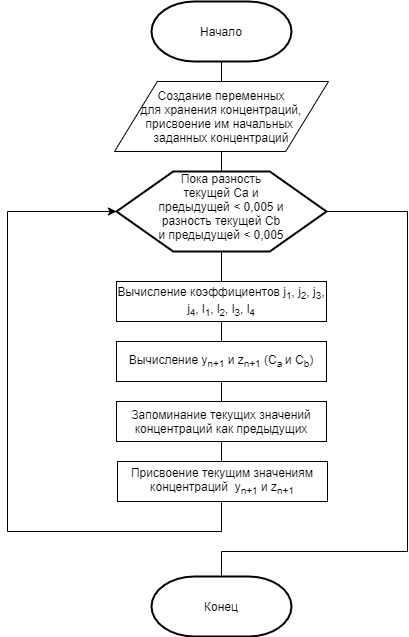 Начало
Создание переменных
для хранения концентраций,
присвоение им начальных
заданных концентраций
Пока разность
текущей Ca и
предыдущей < 0,005 и
разность текущей Cb
и предыдущей < 0,005
Вычисление коэффициентов j₁, j₂, j₃,
j₄, l₁, l₂, l₃, l₄
Вычисление yₙ₊₁ и zₙ₊₁ (Cₐ и C_b)
Запоминание текущих значений
концентраций как предыдущих
Присвоение текущим значениям
концентраций yₙ₊₁ и zₙ₊₁
Конец